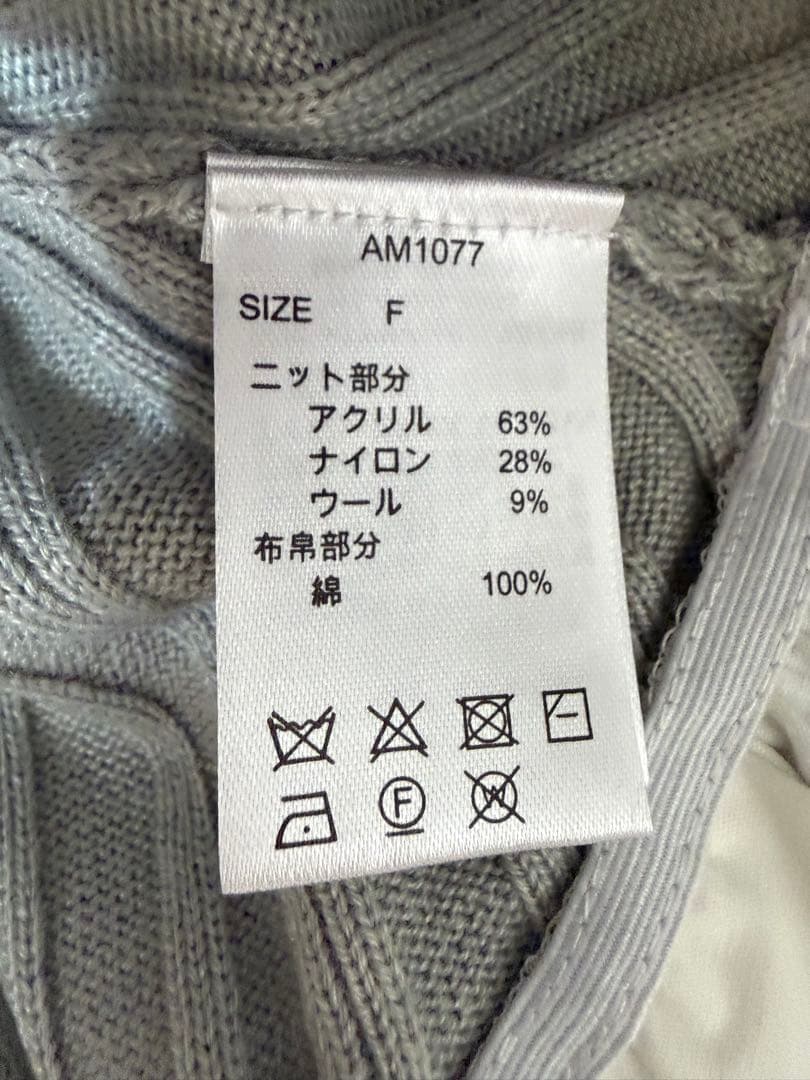 AM1077
SIZE F
ニット部分
アクリル 63%
ナイロン 28%
ウール 9%
布帛部分
綿 100%
F W